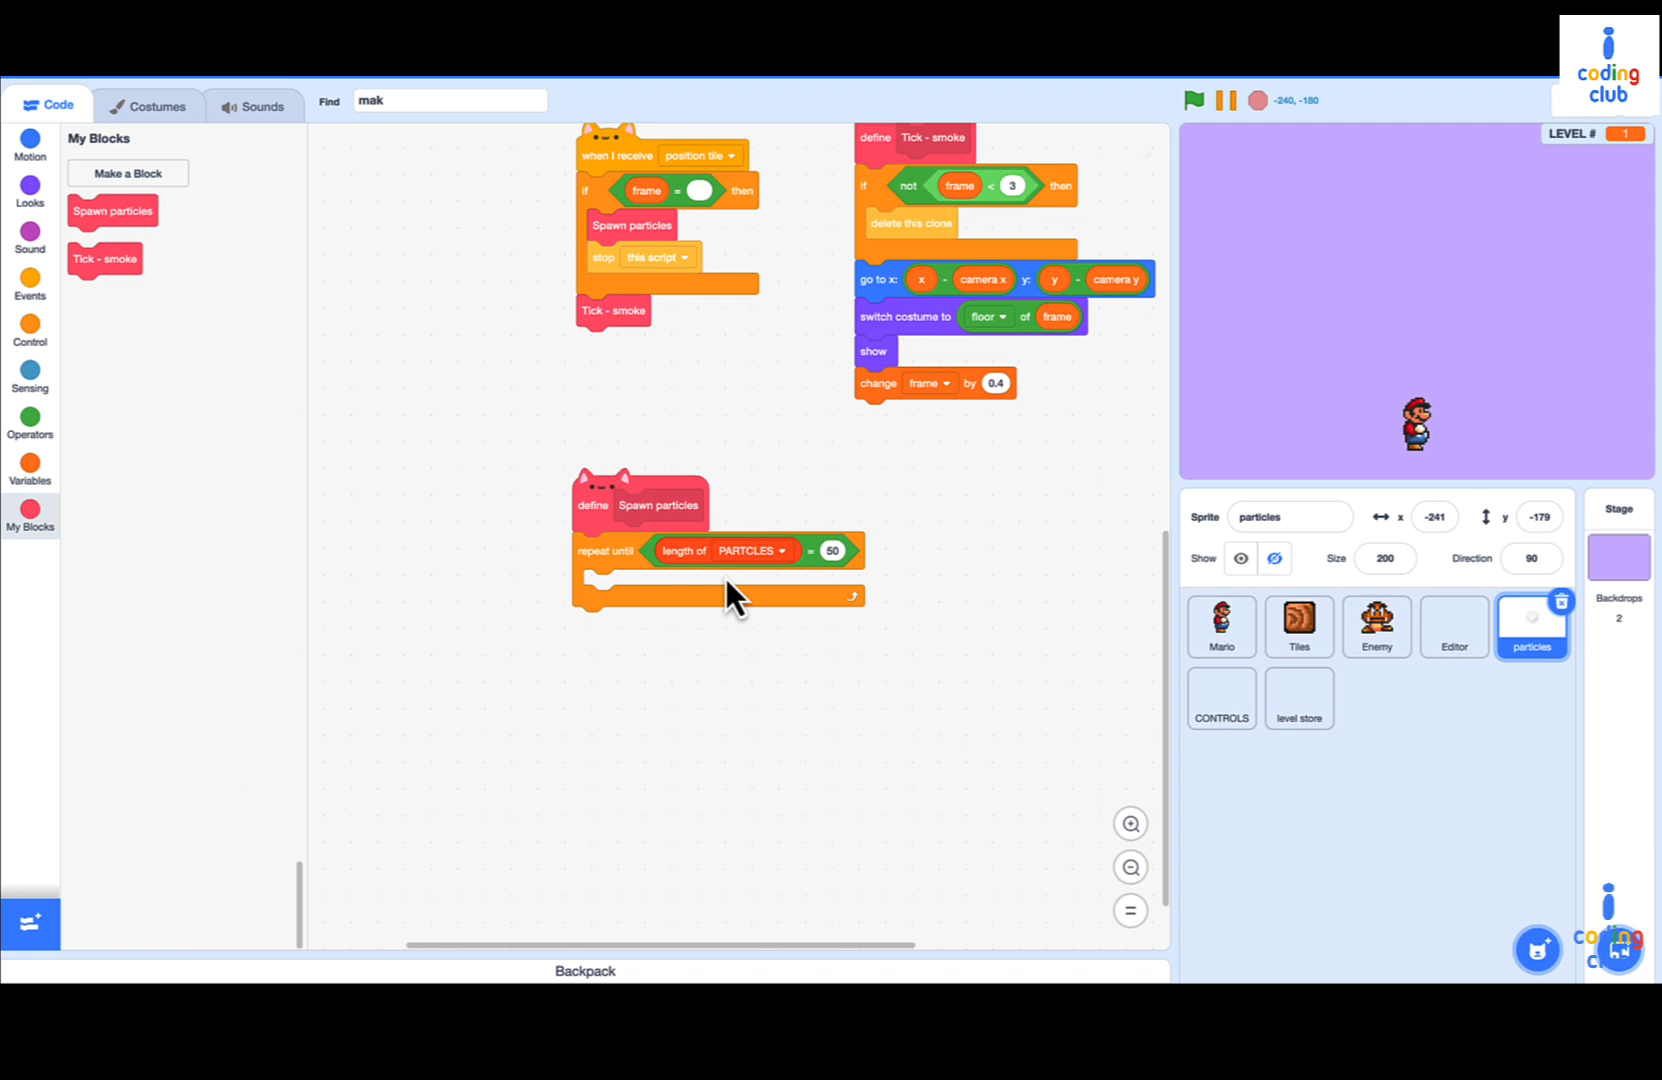 i
coding
club
Code
Costumes
Sounds
Find
mak
-240, -180
LEVEL # 1
Motion
Looks
Sound
Events
Control
Sensing
Operators
Variables
My Blocks
My Blocks
Make a Block
Spawn particles
Tick - smoke
when I receive position tile
if frame = then
Spawn particles
stop this script
Tick - smoke
define Tick - smoke
if not frame < 3 then
delete this clone
go to x: x - camera x y: y - camera y
switch costume to floor of frame
show
change frame by 0.4
define Spawn particles
repeat until length of PARTCLES = 50
Sprite particles x -241 y -179
Show Size 200 Direction 90
Mario
Tiles
Enemy
Editor
particles
CONTROLS
level store
Stage
Backdrops
2
Backpack
i
coding